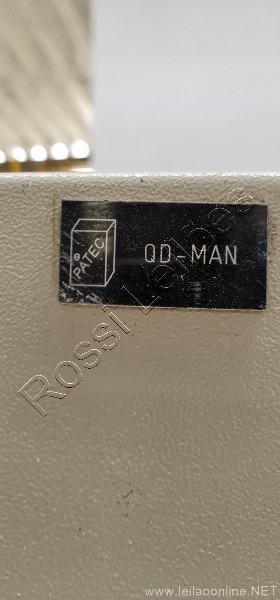 PATEC
QD-MAN
Rossi Leilões
www.leilaoonline.NET